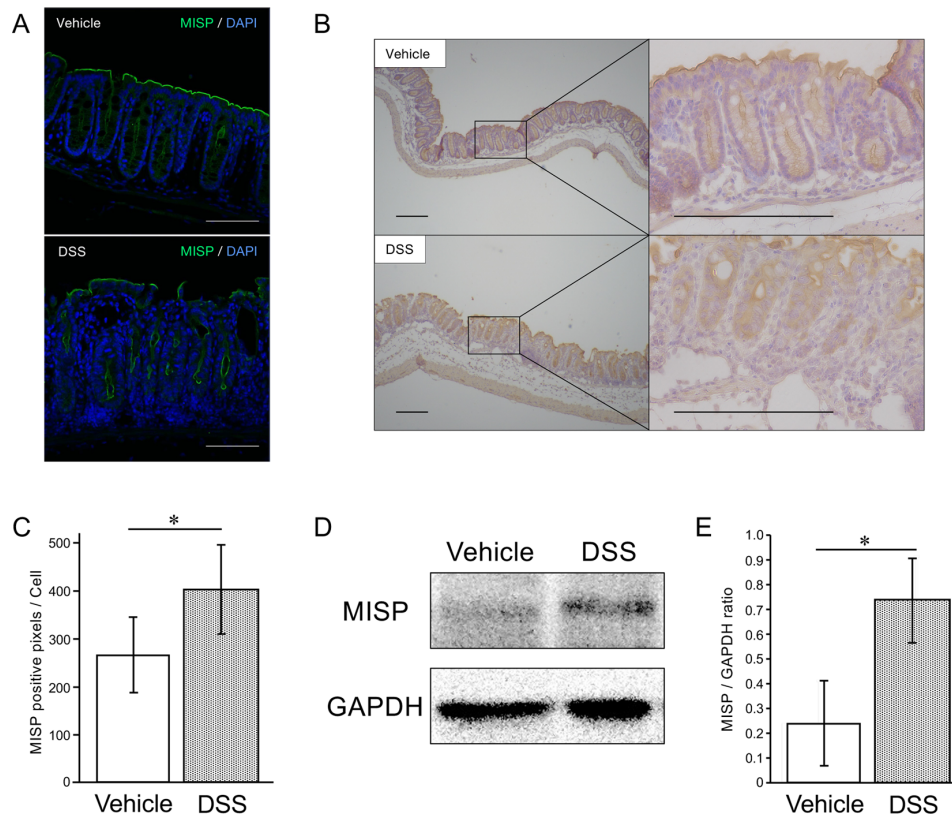 A
Vehicle
MISP / DAPI
DSS
MISP / DAPI
B
Vehicle
DSS
C
MISP positive pixels / Cell
500
400
300
200
100
0
*
Vehicle
DSS
D
Vehicle
DSS
MISP
GAPDH
E
MISP / GAPDH ratio
1.0
0.9
0.8
0.7
0.6
0.5
0.4
0.3
0.2
0.1
0
*
Vehicle
DSS